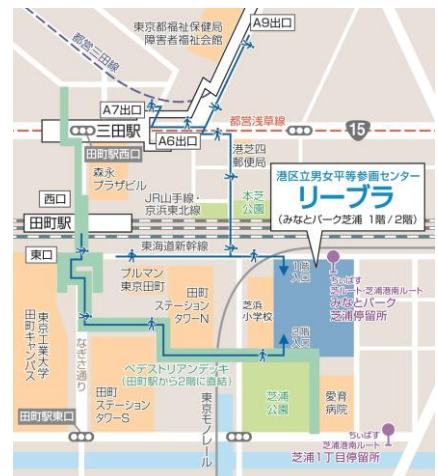 東京都福祉保健局
障害者福祉会館
A9出口
都営三田線
A7出口
三田駅
都営浅草線
15
A6出口
田町駅西口
港芝四
郵便局
森永
プラザビル
西口
JR山手線・
京浜東北線
本芝
公園
港区立男女平等参画センター
リーブラ
(みなとパーク芝浦 1階/2階)
田町駅
東海道新幹線
東口
プルマン
東京田町
田町
ステーション
タワーN
芝浜
小学校
1階
入口
2階
入口
ちぃばす
芝ルート・芝浦港南ルート
みなとパーク
芝浦停留所
東京工業大学
田町キャンパス
なぎさ通り
ペデストリアンデッキ
(田町駅から2階に直結)
田町
ステーション
タワーS
東京モノレール
芝浦
公園
愛育
病院
田町駅東口
ちぃばす
芝浦港南ルート
芝浦1丁目停留所